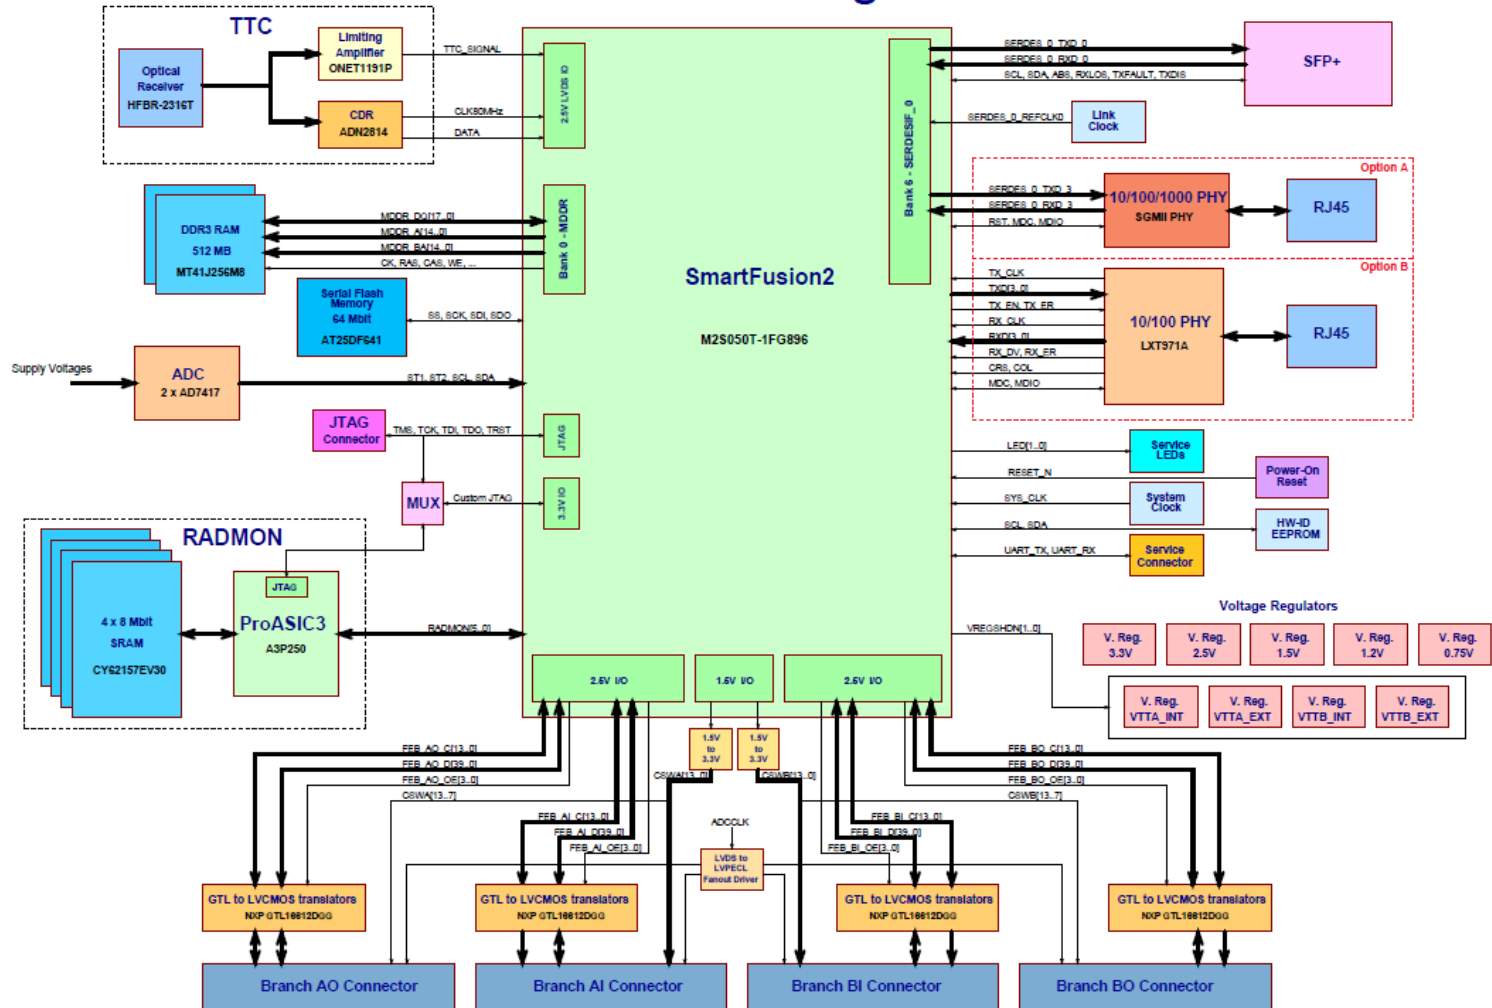 TTC
Optical
Receiver
HFBR-2316T
Limiting
Amplifier
ONET1191P
CDR
ADN2814
TTC_SIGNAL
CLK80MHz
DATA
2.5V LVDS IO
DDR3 RAM
512 MB
MT41J256M8
MDDR_DQ[17..0]
MDDR_A[14..0]
MDDR_BA[14..0]
CK, RAS, CAS, WE, ...
Bank 0 - MDDR
Serial Flash
Memory
64 Mbit
AT25DF641
SS, SCK, SDI, SDO
Supply Voltages
ADC
2 x AD7417
ST1, ST2, SCL, SDA
JTAG
Connector
TMS, TCK, TDI, TDO, TRST
JTAG
MUX
Custom JTAG
3.3V IO
RADMON
4 x 8 Mbit
SRAM
CY62157EV30
JTAG
ProASIC3
A3P250
RADMON[5..0]
SmartFusion2
M2S050T-1FG896
Bank 6 - SERDESIF_0
SERDES_0_TXD_0
SERDES_0_RXD_0
SCL, SDA, ABS, RXLOS, TXFAULT, TXDIS
SFP+
SERDES_0_REFCLK0
Link
Clock
Option A
SERDES_0_TXD_3
SERDES_0_RXD_3
RST, MDC, MDIO
10/100/1000 PHY
SGMII PHY
RJ45
Option B
TX_CLK
TXD[3..0]
TX_EN, TX_ER
RX_CLK
RXD[3..0]
RX_DV, RX_ER
CRS, COL
MDC, MDIO
10/100 PHY
LXT971A
RJ45
LED[1..0]
Service
LEDs
RESET_N
Power-On
Reset
SYS_CLK
System
Clock
SCL, SDA
HW-ID
EEPROM
UART_TX, UART_RX
Service
Connector
Voltage Regulators
VREGSHDN[1..0]
V. Reg.
3.3V
V. Reg.
2.5V
V. Reg.
1.5V
V. Reg.
1.2V
V. Reg.
0.75V
V. Reg.
VTTA_INT
V. Reg.
VTTA_EXT
V. Reg.
VTTB_INT
V. Reg.
VTTB_EXT
2.5V I/O
1.5V I/O
2.5V I/O
1.5V
to
3.3V
1.5V
to
3.3V
FEB_AO_C[13..0]
FEB_AO_D[39..0]
FEB_AO_OE[3..0]
CSWA[13..7]
CSWA[13..0]
CSWB[13..0]
FEB_BO_C[13..0]
FEB_BO_D[39..0]
FEB_BO_OE[3..0]
CSWB[13..7]
FEB_AI_C[13..0]
FEB_AI_D[39..0]
FEB_AI_OE[3..0]
ADCCLK
FEB_BI_C[13..0]
FEB_BI_D[39..0]
FEB_BI_OE[3..0]
LVDS to
LVPECL
Fanout Driver
GTL to LVCMOS translators
NXP GTL16612DGG
GTL to LVCMOS translators
NXP GTL16612DGG
GTL to LVCMOS translators
NXP GTL16612DGG
GTL to LVCMOS translators
NXP GTL16612DGG
Branch AO Connector
Branch AI Connector
Branch BI Connector
Branch BO Connector